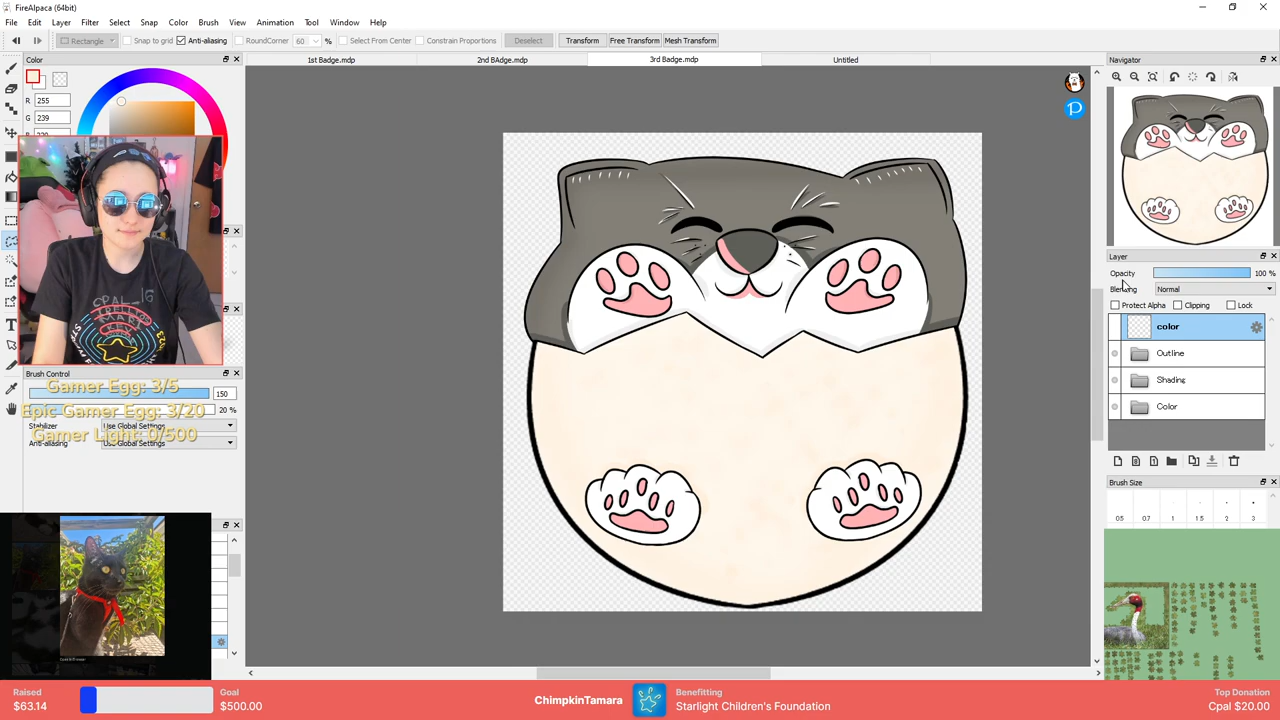 FireAlpaca (64bit)
File Edit Layer Filter Select Snap Color Brush View Animation Tool Window Help
Rectangle Snap to grid Anti-aliasing RoundCorner 60 % Select From Center Constrain Proportions Deselect Transform Free Transform Mesh Transform
Color
1st BAdge.mdp 2nd BAdge.mdp 3rd Badge.mdp Untitled
Navigator
R 255
G 239
Layer
Opacity 100 %
Blending Normal
Protect Alpha Clipping Lock
color
Outline
Shading
Color
Brush Control
Gamer Egg: 3/5
150
Epic Gamer Egg: 3/20
20 %
Stabilizer Use Global Settings
Gamer Light: 0/500
Anti-aliasing Use Global Settings
Brush Size
0.5 0.7 1 1.5 2 3
Raised
$63.14
Goal
$500.00
ChimpkinTamara
Benefitting
Starlight Children's Foundation
Top Donation
Cpal $20.00